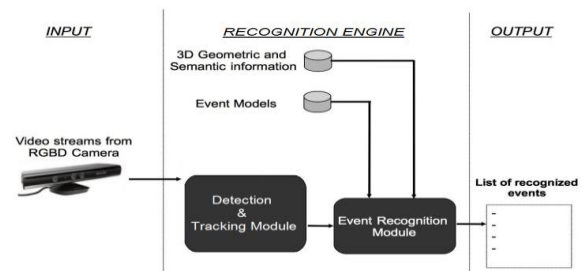 INPUT
RECOGNITION ENGINE
OUTPUT
3D Geometric and
Semantic information
Event Models
Video streams from
RGBD Camera
Detection
&
Tracking Module
Event Recognition
Module
List of recognized
events
-
-
-
-